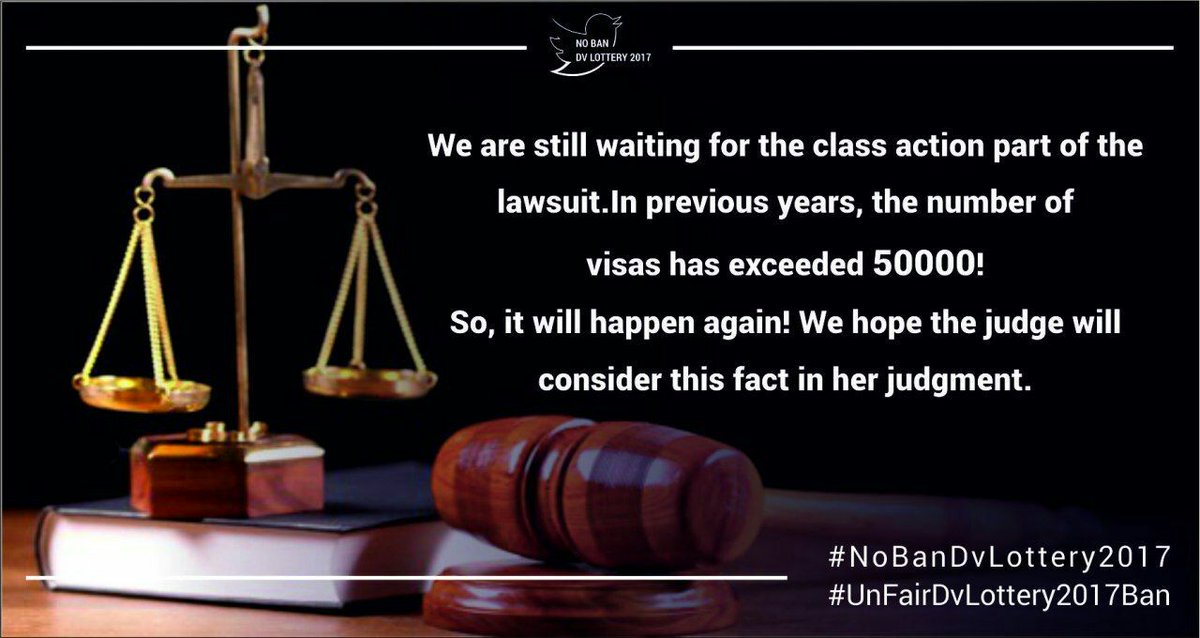 NO BAN
DV LOTTERY 2017
We are still waiting for the class action part of the
lawsuit.In previous years, the number of
visas has exceeded 50000!
So, it will happen again! We hope the judge will
consider this fact in her judgment.
#NoBanDvLottery2017
#UnFairDvLottery2017Ban